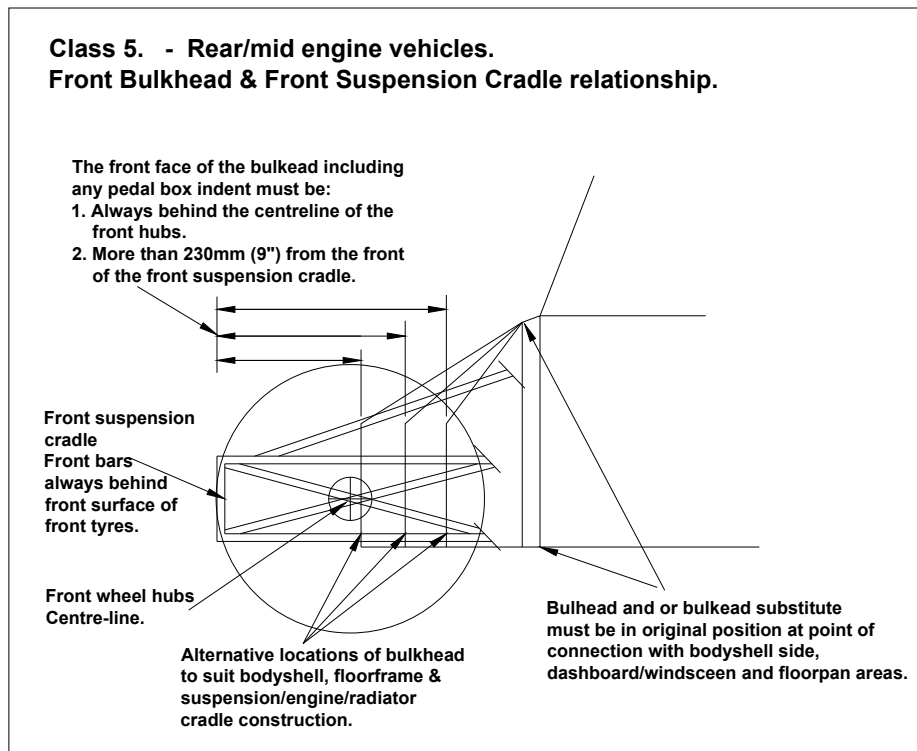 Class 5.   -  Rear/mid engine vehicles.
Front Bulkhead & Front Suspension Cradle relationship.
The front face of the bulkead including
any pedal box indent must be:
1. Always behind the centreline of the
front hubs.
2. More than 230mm (9") from the front
of the front suspension cradle.
Front suspension
cradle
Front bars
always behind
front surface of
front tyres.
Front wheel hubs
Centre-line.
Alternative locations of bulkhead
to suit bodyshell, floorframe &
suspension/engine/radiator
cradle construction.
Bulhead and or bulkead substitute
must be in original position at point of
connection with bodyshell side,
dashboard/windsceen and floorpan areas.